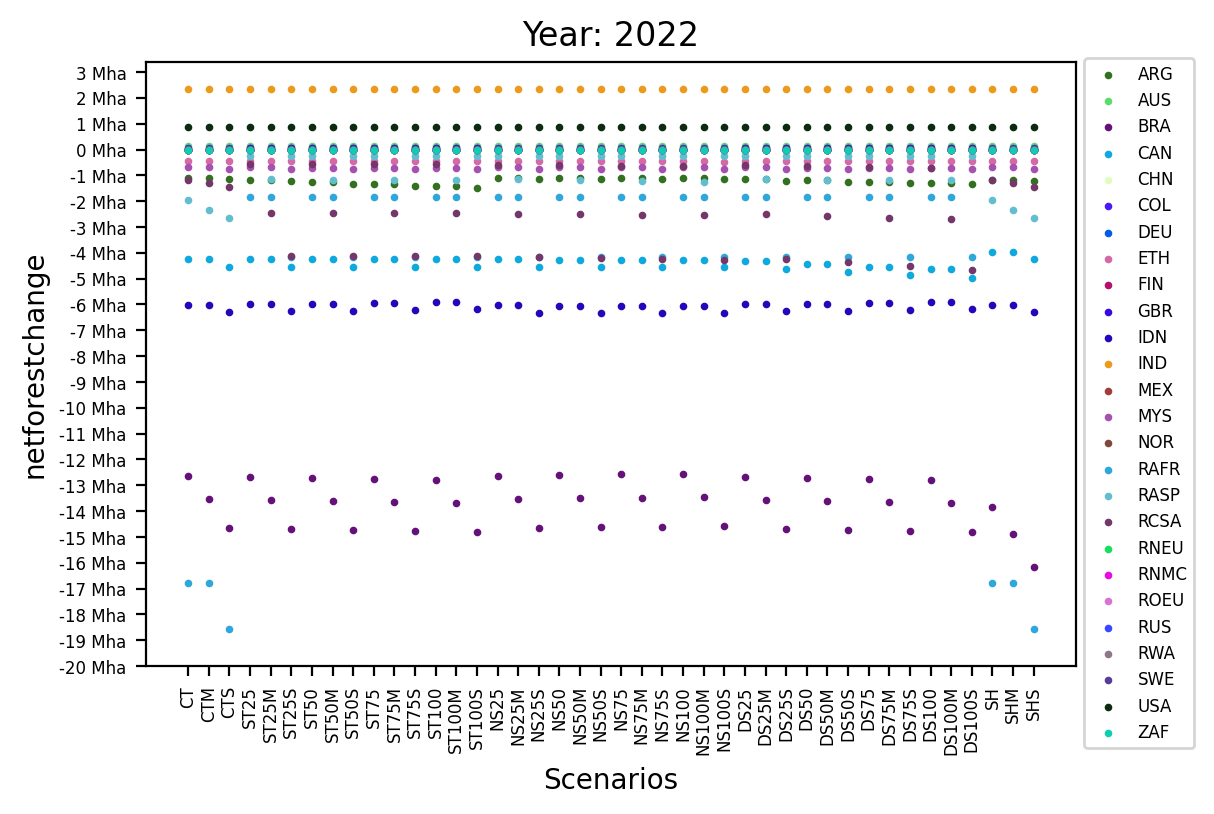 Year: 2022
3 Mha
2 Mha
1 Mha
0 Mha
-1 Mha
-2 Mha
-3 Mha
-4 Mha
-5 Mha
-6 Mha
-7 Mha
-8 Mha
-9 Mha
-10 Mha
-11 Mha
-12 Mha
-13 Mha
-14 Mha
-15 Mha
-16 Mha
-17 Mha
-18 Mha
-19 Mha
-20 Mha
netforestchange
CT
CTM
CTS
ST25
ST25M
ST25S
ST50
ST50M
ST50S
ST75
ST75M
ST75S
ST100
ST100M
ST100S
NS25
NS25M
NS25S
NS50
NS50M
NS50S
NS75
NS75M
NS75S
NS100
NS100M
NS100S
DS25
DS25M
DS25S
DS50
DS50M
DS50S
DS75
DS75M
DS75S
DS100
DS100M
DS100S
SH
SHM
SHS
Scenarios
ARG
AUS
BRA
CAN
CHN
COL
DEU
ETH
FIN
GBR
IDN
IND
MEX
MYS
NOR
RAFR
RASP
RCSA
RNEU
RNMC
ROEU
RUS
RWA
SWE
USA
ZAF